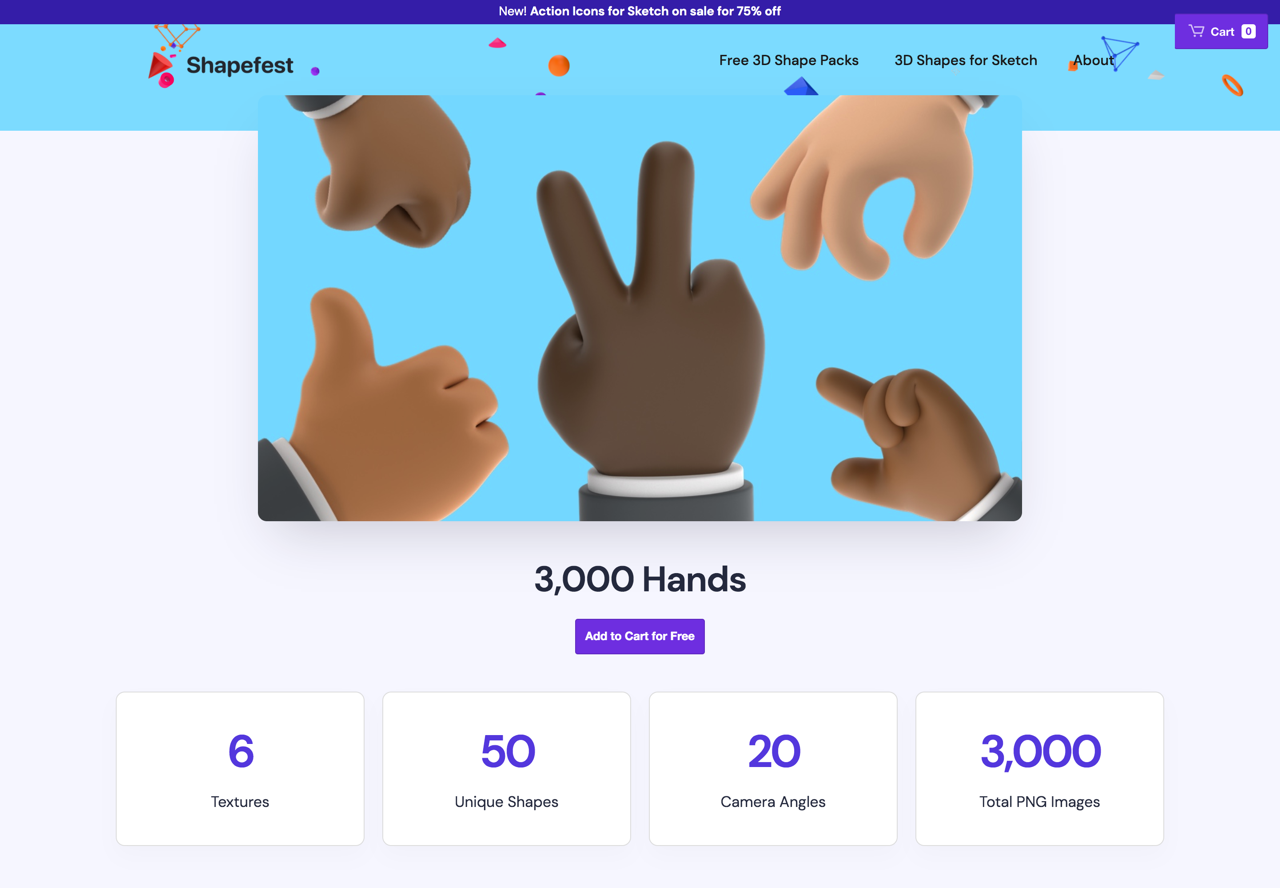 New! Action Icons for Sketch on sale for 75% off
Cart 0
Shapefest
Free 3D Shape Packs
3D Shapes for Sketch
About
3,000 Hands
Add to Cart for Free
6
Textures
50
Unique Shapes
20
Camera Angles
3,000
Total PNG Images